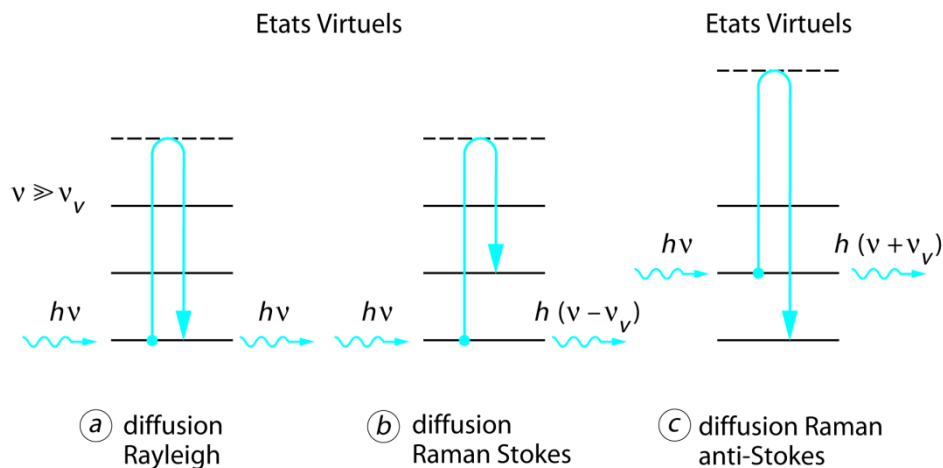 Etats Virtuels
Etats Virtuels
ν ⩾ ν_v
hν
h (ν + ν_v)
hν
hν
hν
h (ν – ν_v)
a diffusion
Rayleigh
b diffusion
Raman Stokes
c diffusion Raman
anti-Stokes